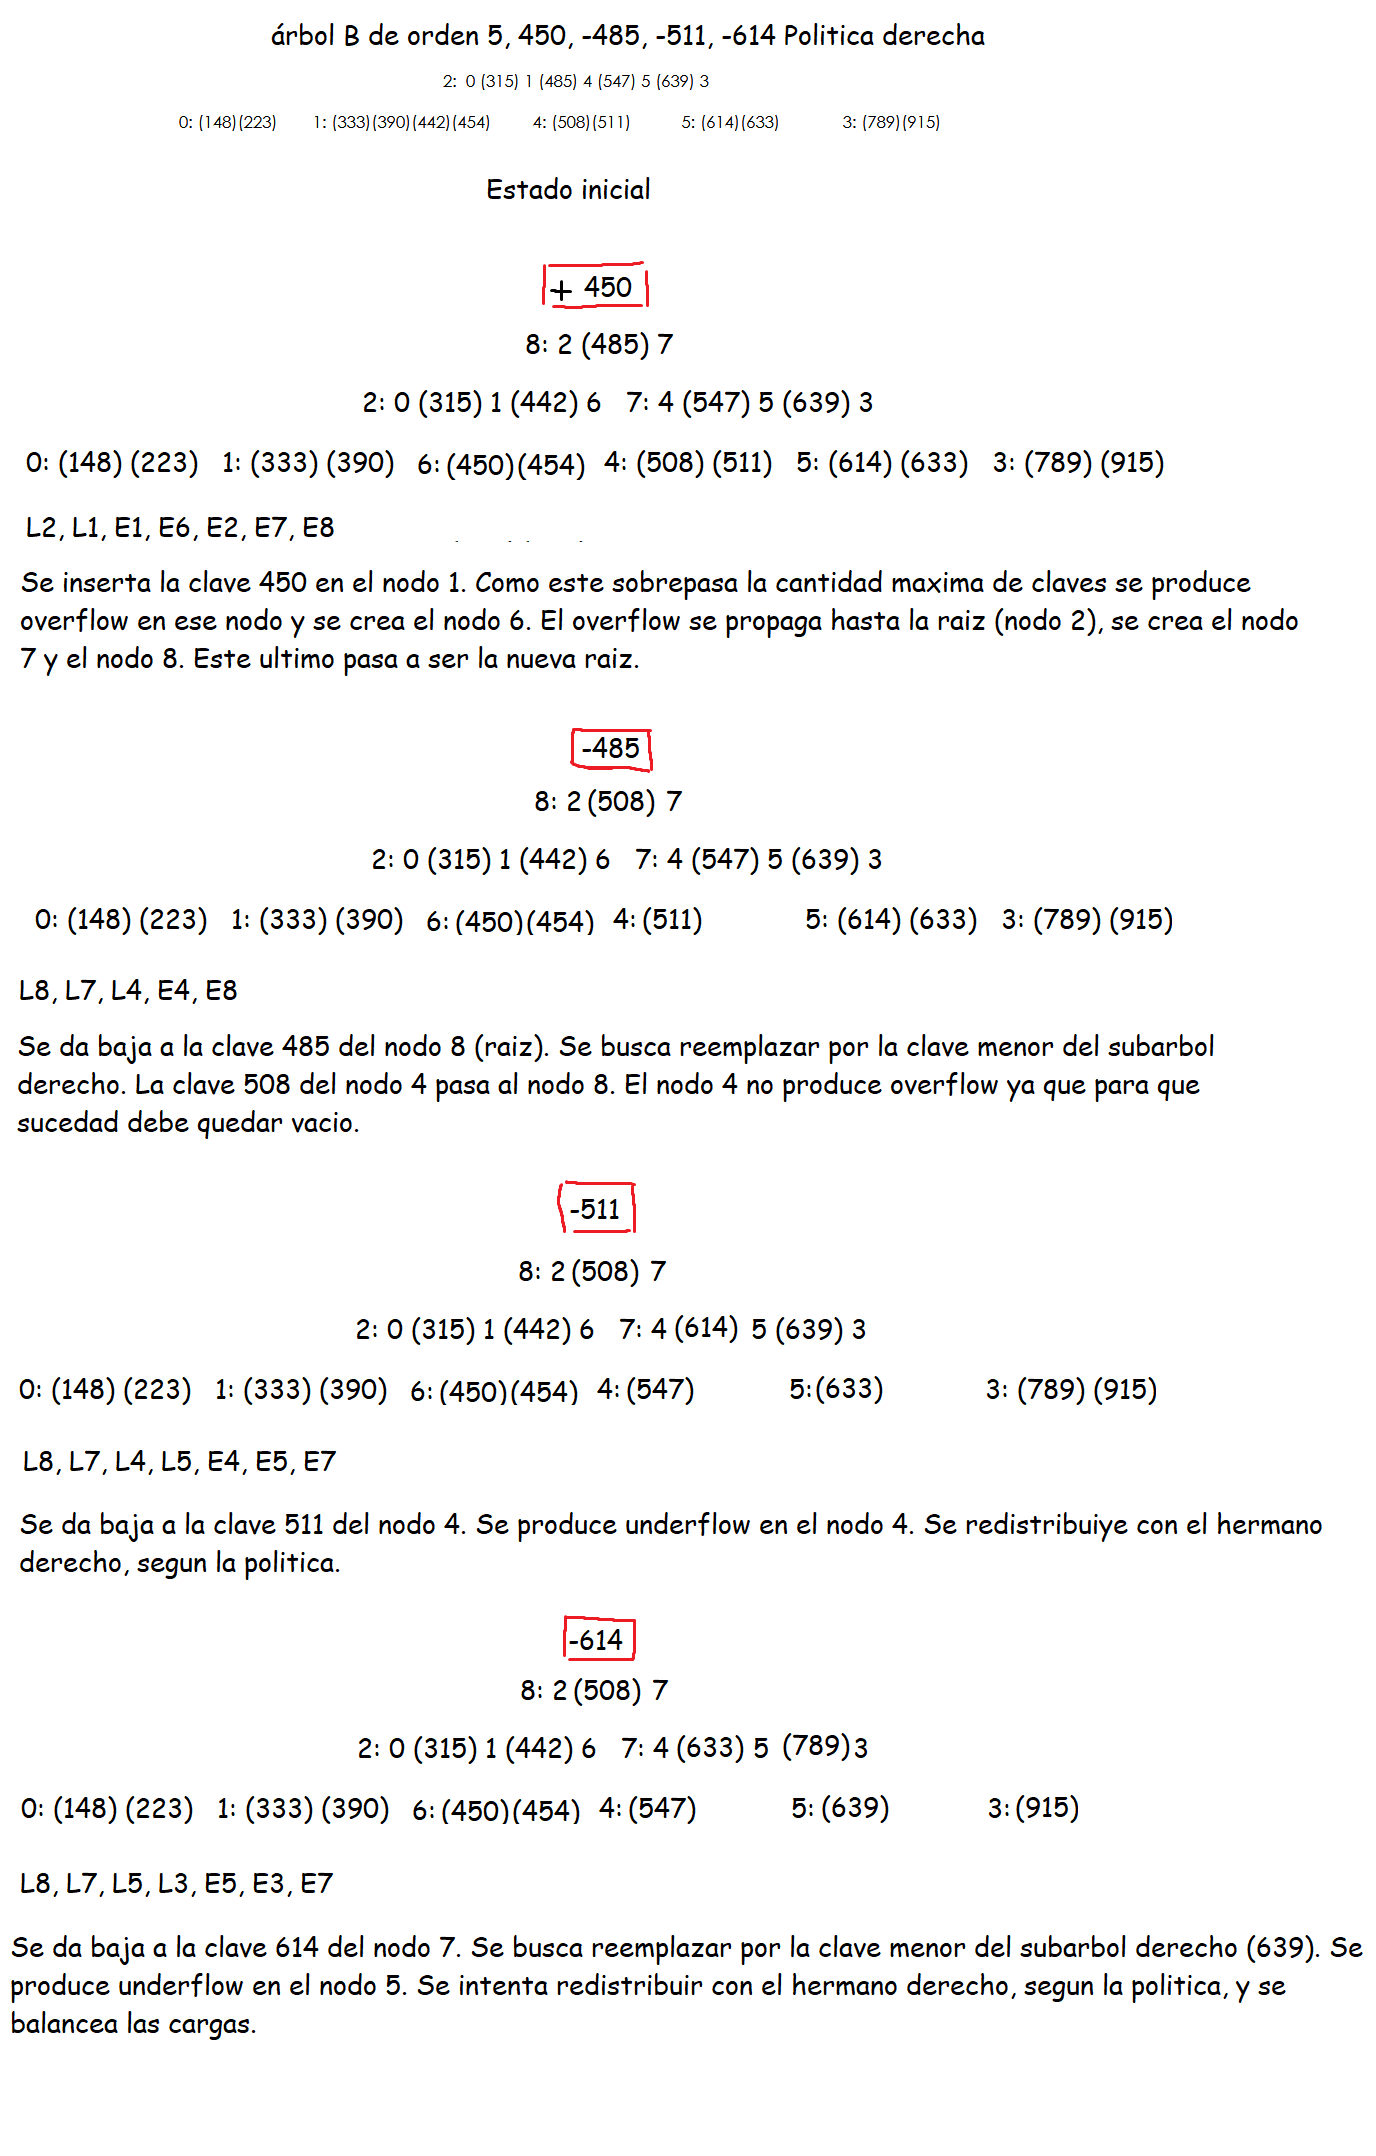 árbol B de orden 5, 450, -485, -511, -614 Politica derecha
2: 0 (315) 1 (485) 4 (547) 5 (639) 3
0: (148)(223) 1: (333)(390)(442)(454) 4: (508)(511) 5: (614)(633) 3: (789)(915)
Estado inicial
+ 450
8: 2 (485) 7
2: 0 (315) 1 (442) 6 7: 4 (547) 5 (639) 3
0: (148) (223) 1: (333) (390) 6: (450)(454) 4: (508) (511) 5: (614) (633) 3: (789) (915)
L2, L1, E1, E6, E2, E7, E8
Se inserta la clave 450 en el nodo 1. Como este sobrepasa la cantidad maxima de claves se produce
overflow en ese nodo y se crea el nodo 6. El overflow se propaga hasta la raiz (nodo 2), se crea el nodo
7 y el nodo 8. Este ultimo pasa a ser la nueva raiz.
-485
8: 2 (508) 7
2: 0 (315) 1 (442) 6 7: 4 (547) 5 (639) 3
0: (148) (223) 1: (333) (390) 6: (450)(454) 4: (511) 5: (614) (633) 3: (789) (915)
L8, L7, L4, E4, E8
Se da baja a la clave 485 del nodo 8 (raiz). Se busca reemplazar por la clave menor del subarbol
derecho. La clave 508 del nodo 4 pasa al nodo 8. El nodo 4 no produce overflow ya que para que
sucedad debe quedar vacio.
-511
8: 2 (508) 7
2: 0 (315) 1 (442) 6 7: 4 (614) 5 (639) 3
0: (148) (223) 1: (333) (390) 6: (450)(454) 4: (547) 5: (633) 3: (789) (915)
L8, L7, L4, L5, E4, E5, E7
Se da baja a la clave 511 del nodo 4. Se produce underflow en el nodo 4. Se redistribuiye con el hermano
derecho, segun la politica.
-614
8: 2 (508) 7
2: 0 (315) 1 (442) 6 7: 4 (633) 5 (789) 3
0: (148) (223) 1: (333) (390) 6: (450)(454) 4: (547) 5: (639) 3: (915)
L8, L7, L5, L3, E5, E3, E7
Se da baja a la clave 614 del nodo 7. Se busca reemplazar por la clave menor del subarbol derecho (639). Se
produce underflow en el nodo 5. Se intenta redistribuir con el hermano derecho, segun la politica, y se
balancea las cargas.